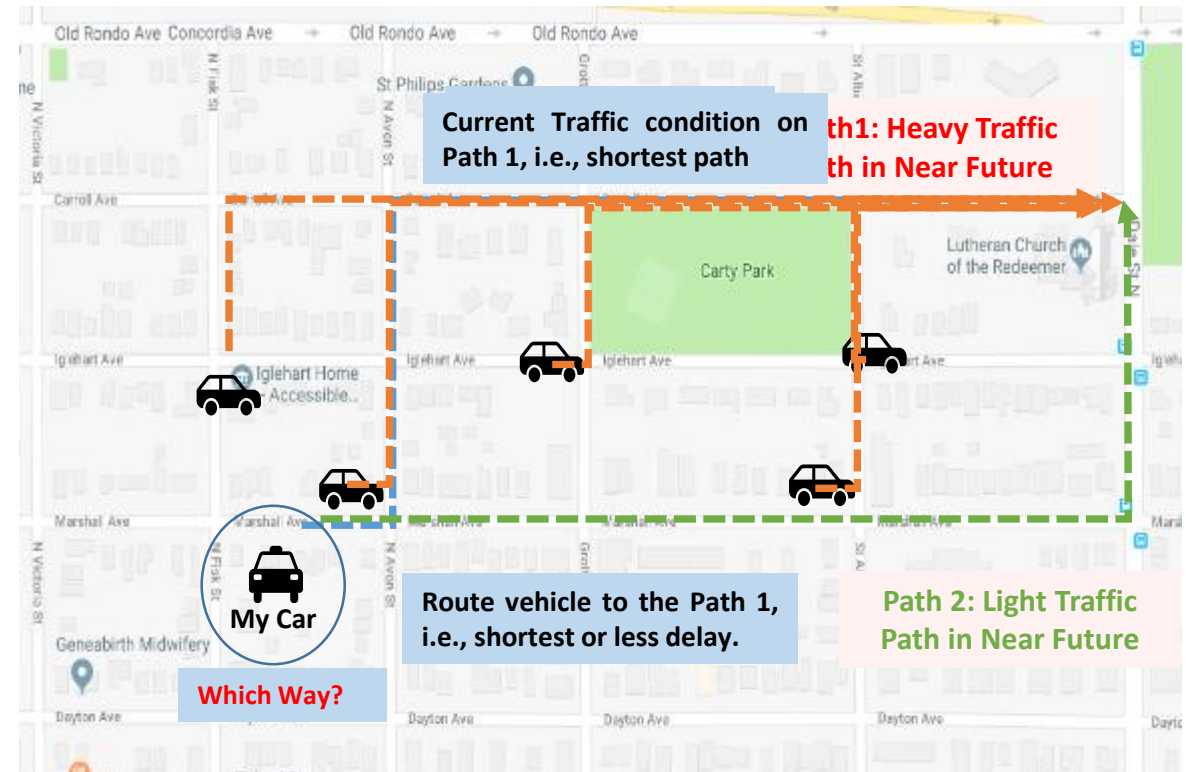 Old Rondo Ave Concordia Ave
Old Rondo Ave
Old Rondo Ave
N Fisk St
St Philips Gardens
N Victoria St
N Avon St
Current Traffic condition on
Path 1, i.e., shortest path
th1: Heavy Traffic
th in Near Future
Carroll Ave
Carty Park
Lutheran Church
of the Redeemer
Dale St N
Iglehart Ave
Iglehart Ave
Iglehart Ave
Iglehart Home
Accessible...
Marshall Ave
Marshall Ave
Marshall Ave
N Victoria St
N Fisk St
N Avon St
My Car
Route vehicle to the Path 1,
i.e., shortest or less delay.
Path 2: Light Traffic
Path in Near Future
Geneabirth Midwifery
Which Way?
Dayton Ave
Dayton Ave
Dayton Ave
Dayton Ave